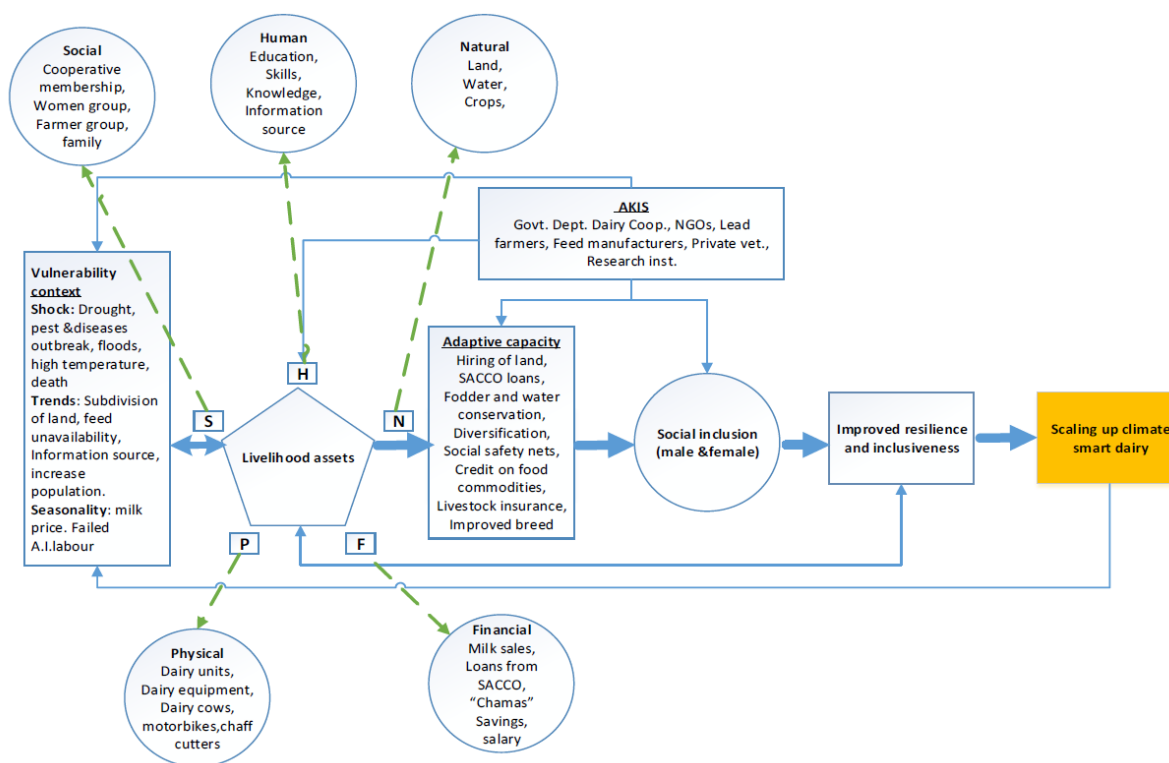 Social
Cooperative
membership,
Women group,
Farmer group,
family
Human
Education,
Skills,
Knowledge,
Information
source
Natural
Land,
Water,
Crops,
AKIS
Govt. Dept. Dairy Coop., NGOs, Lead
farmers, Feed manufacturers, Private vet.,
Research inst.
Vulnerability
context
Shock: Drought,
pest &diseases
outbreak, floods,
high temperature,
death
Trends: Subdivision
of land, feed
unavailability,
Information source,
increase
population.
Seasonality: milk
price. Failed
A.I.labour
H
S
N
Livelihood assets
P
F
Adaptive capacity
Hiring of land,
SACCO loans,
Fodder and water
conservation,
Diversification,
Social safety nets,
Credit on food
commodities,
Livestock insurance,
Improved breed
Social inclusion
(male &female)
Improved resilience
and inclusiveness
Scaling up climate
smart dairy
Physical
Dairy units,
Dairy equipment,
Dairy cows,
motorbikes,chaff
cutters
Financial
Milk sales,
Loans from
SACCO,
“Chamas”
Savings,
salary